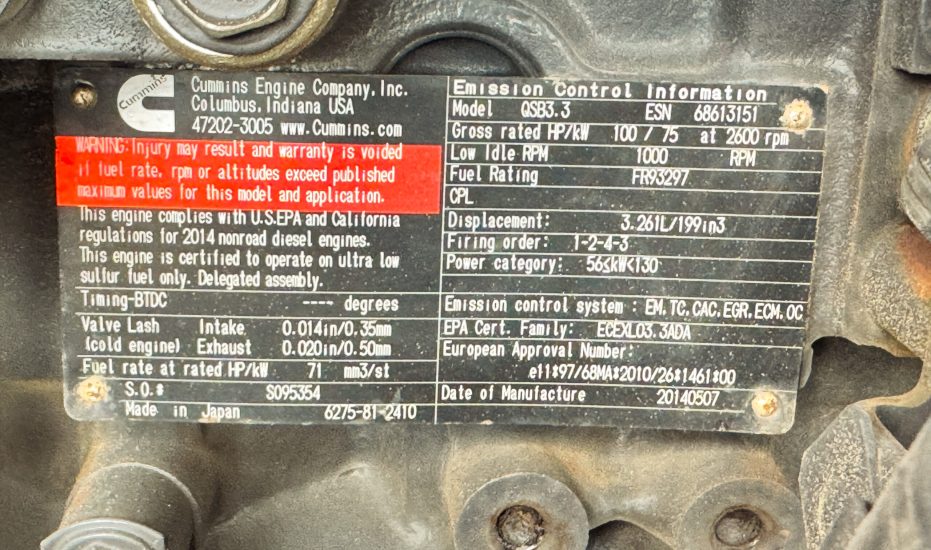 Cummins
Cummins Engine Company, Inc.
Columbus, Indiana USA
47202-3005 www.Cummins.com
WARNING: Injury may result and warranty is voided
if fuel rate, rpm or altitudes exceed published
maximum values for this model and application.
This engine complies with U.S.EPA and California
regulations for 2014 nonroad diesel engines.
This engine is certified to operate on ultra low
sulfur fuel only. Delegated assembly.
Timing-BTDC ---- degrees
Valve Lash Intake 0.014in/0.35mm
(cold engine) Exhaust 0.020in/0.50mm
Fuel rate at rated HP/kW 71 mm3/st
S.O.# S095354
Made in Japan 6275-81-2410
Emission Control Information
Model QSB3.3 ESN 68613151
Gross rated HP/kW 100 / 75 at 2600 rpm
Low Idle RPM 1000 RPM
Fuel Rating FR93297
CPL
Displacement: 3.261L/199in3
Firing order: 1-2-4-3
Power category: 56≤kW<130
Emission control system : EM,TC,CAC,EGR,ECM,OC
EPA Cert. Family: ECEXL03.3ADA
European Approval Number:
e11*97/68MA*2010/26*1461*00
Date of Manufacture 20140507